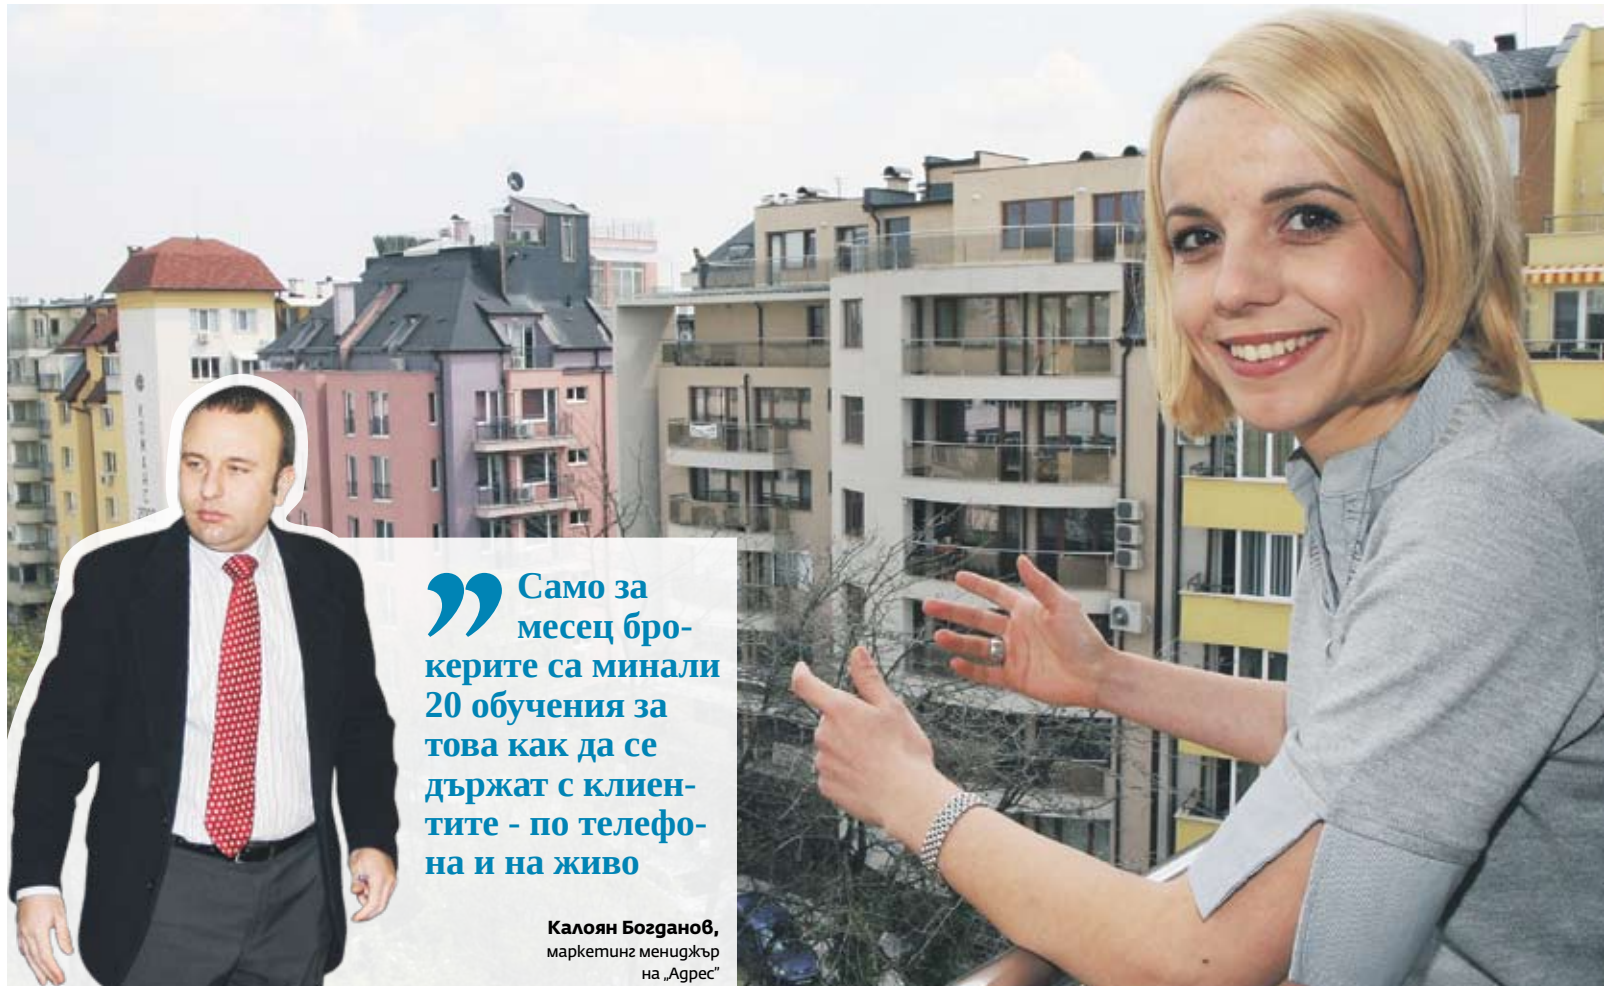 Само за
месец бро-
керите са минали
20 обучения за
това как да се
държат с клиен-
тите - по телефо-
на и на живо
Калоян Богданов,
маркетинг мениджър
на „Адрес”